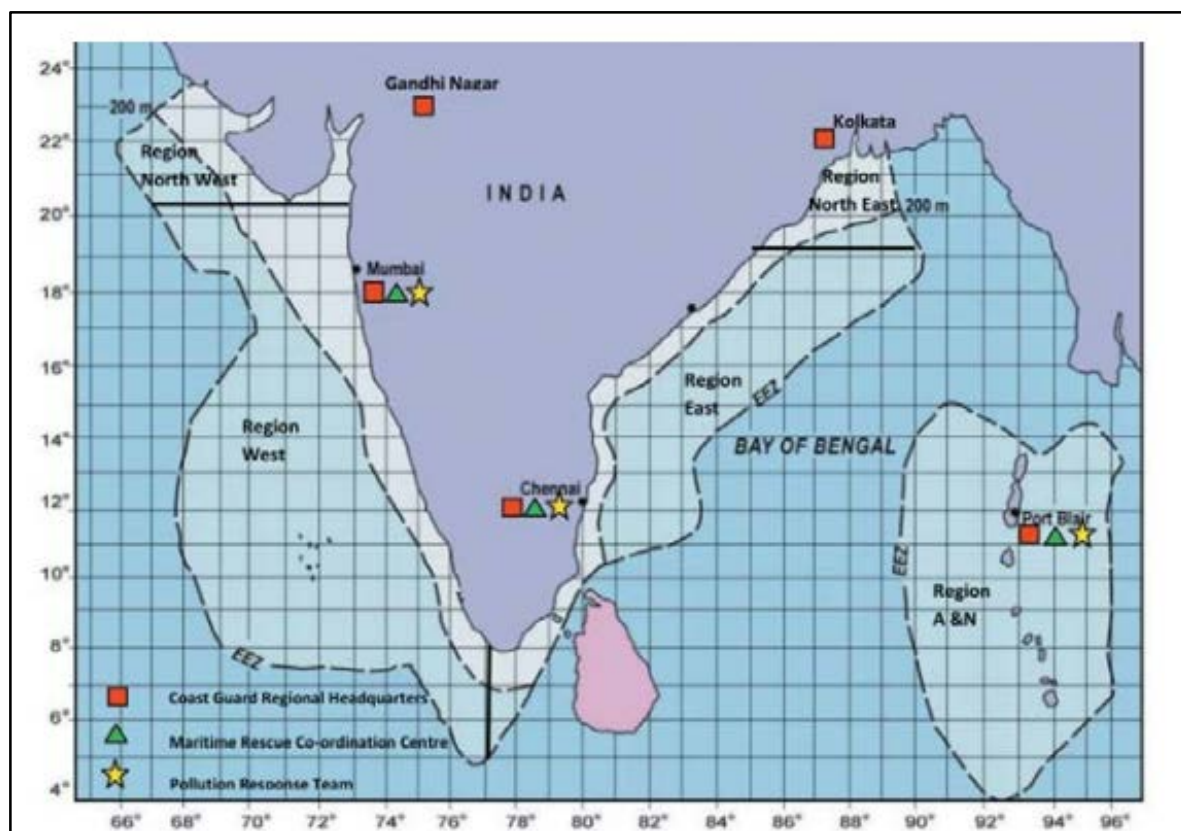 24°
22°
20°
18°
16°
14°
12°
10°
8°
6°
4°
Gandhi Nagar
200 m
Kolkata
Region
North West
INDIA
Region
North East
200 m
Mumbai
Region
East
EEZ
Region
West
BAY OF BENGAL
Chennai
Port Blair
EEZ
Region
A &N
EEZ
Coast Guard Regional Headquarters
Maritime Rescue Co-ordination Centre
Pollution Response Team
66° 68° 70° 72° 74° 76° 78° 80° 82° 84° 86° 88° 90° 92° 94° 96°